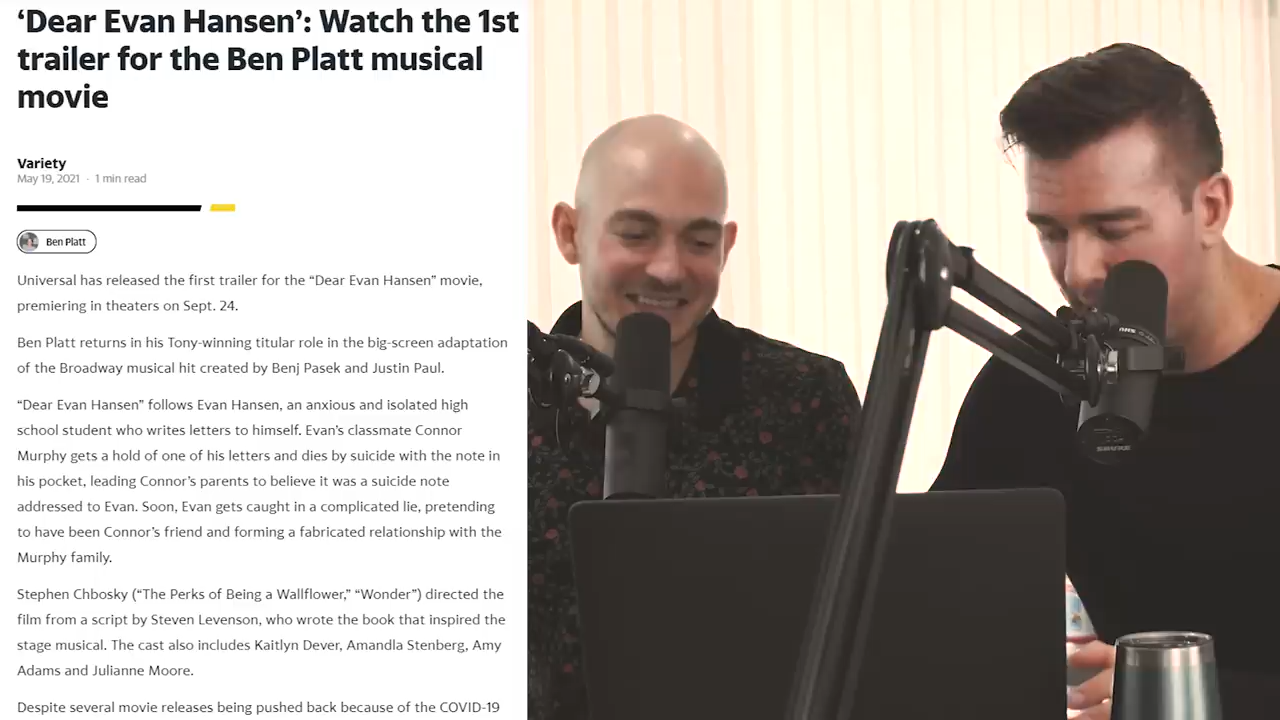 ‘Dear Evan Hansen’: Watch the 1st
trailer for the Ben Platt musical
movie
Variety
May 19, 2021 · 1 min read
Ben Platt
Universal has released the first trailer for the “Dear Evan Hansen” movie,
premiering in theaters on Sept. 24.
Ben Platt returns in his Tony-winning titular role in the big-screen adaptation
of the Broadway musical hit created by Benj Pasek and Justin Paul.
“Dear Evan Hansen” follows Evan Hansen, an anxious and isolated high
school student who writes letters to himself. Evan’s classmate Connor
Murphy gets a hold of one of his letters and dies by suicide with the note in
his pocket, leading Connor’s parents to believe it was a suicide note
addressed to Evan. Soon, Evan gets caught in a complicated lie, pretending
to have been Connor’s friend and forming a fabricated relationship with the
Murphy family.
Stephen Chbosky (“The Perks of Being a Wallflower,” “Wonder”) directed the
film from a script by Steven Levenson, who wrote the book that inspired the
stage musical. The cast also includes Kaitlyn Dever, Amandla Stenberg, Amy
Adams and Julianne Moore.
Despite several movie releases being pushed back because of the COVID-19
SHURE